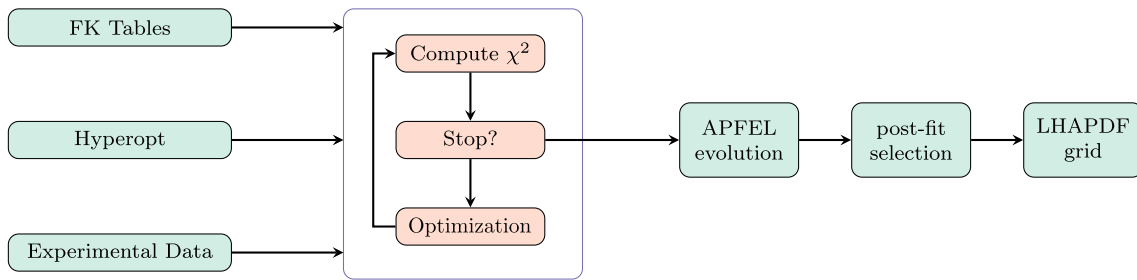 FK Tables
Hyperopt
Experimental Data
Compute χ²
Stop?
Optimization
APFEL
evolution
post-fit
selection
LHAPDF
grid